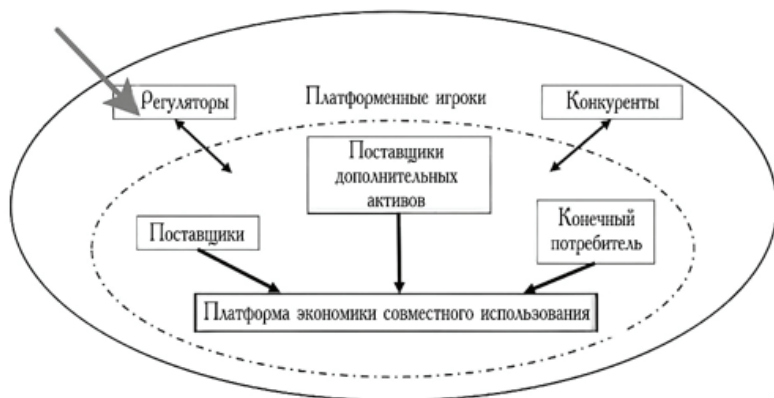 Регуляторы
Платформенные игроки
Конкуренты
Поставщики
дополнительных
активов
Поставщики
Конечный
потребитель
Платформа экономики совместного использования